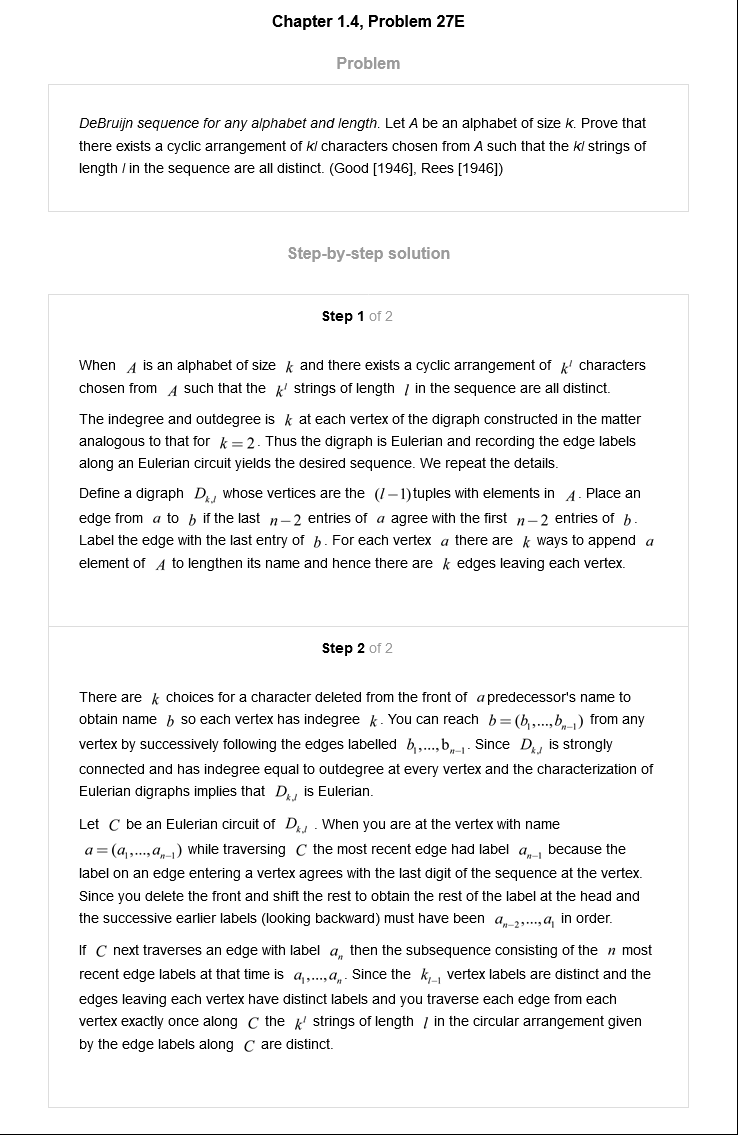 Chapter 1.4, Problem 27E
Problem
DeBruijn sequence for any alphabet and length. Let A be an alphabet of size k. Prove that
there exists a cyclic arrangement of kl characters chosen from A such that the kl strings of
length l in the sequence are all distinct. (Good [1946], Rees [1946])
Step-by-step solution
Step 1 of 2
When A is an alphabet of size k and there exists a cyclic arrangement of k^l characters
chosen from A such that the k^l strings of length l in the sequence are all distinct.
The indegree and outdegree is k at each vertex of the digraph constructed in the matter
analogous to that for k = 2. Thus the digraph is Eulerian and recording the edge labels
along an Eulerian circuit yields the desired sequence. We repeat the details.
Define a digraph D_{k,l} whose vertices are the (l−1)tuples with elements in A. Place an
edge from a to b if the last n−2 entries of a agree with the first n−2 entries of b.
Label the edge with the last entry of b. For each vertex a there are k ways to append a
element of A to lengthen its name and hence there are k edges leaving each vertex.
Step 2 of 2
There are k choices for a character deleted from the front of a predecessor's name to
obtain name b so each vertex has indegree k. You can reach b = (b_1,...,b_{n−1}) from any
vertex by successively following the edges labelled b_1,...,b_{n−1}. Since D_{k,l} is strongly
connected and has indegree equal to outdegree at every vertex and the characterization of
Eulerian digraphs implies that D_{k,l} is Eulerian.
Let C be an Eulerian circuit of D_{k,l} . When you are at the vertex with name
a = (a_1,...,a_{n−1}) while traversing C the most recent edge had label a_{n−1} because the
label on an edge entering a vertex agrees with the last digit of the sequence at the vertex.
Since you delete the front and shift the rest to obtain the rest of the label at the head and
the successive earlier labels (looking backward) must have been a_{n−2},...,a_1 in order.
If C next traverses an edge with label a_n then the subsequence consisting of the n most
recent edge labels at that time is a_1,...,a_n. Since the k_{l−1} vertex labels are distinct and the
edges leaving each vertex have distinct labels and you traverse each edge from each
vertex exactly once along C the k^l strings of length l in the circular arrangement given
by the edge labels along C are distinct.